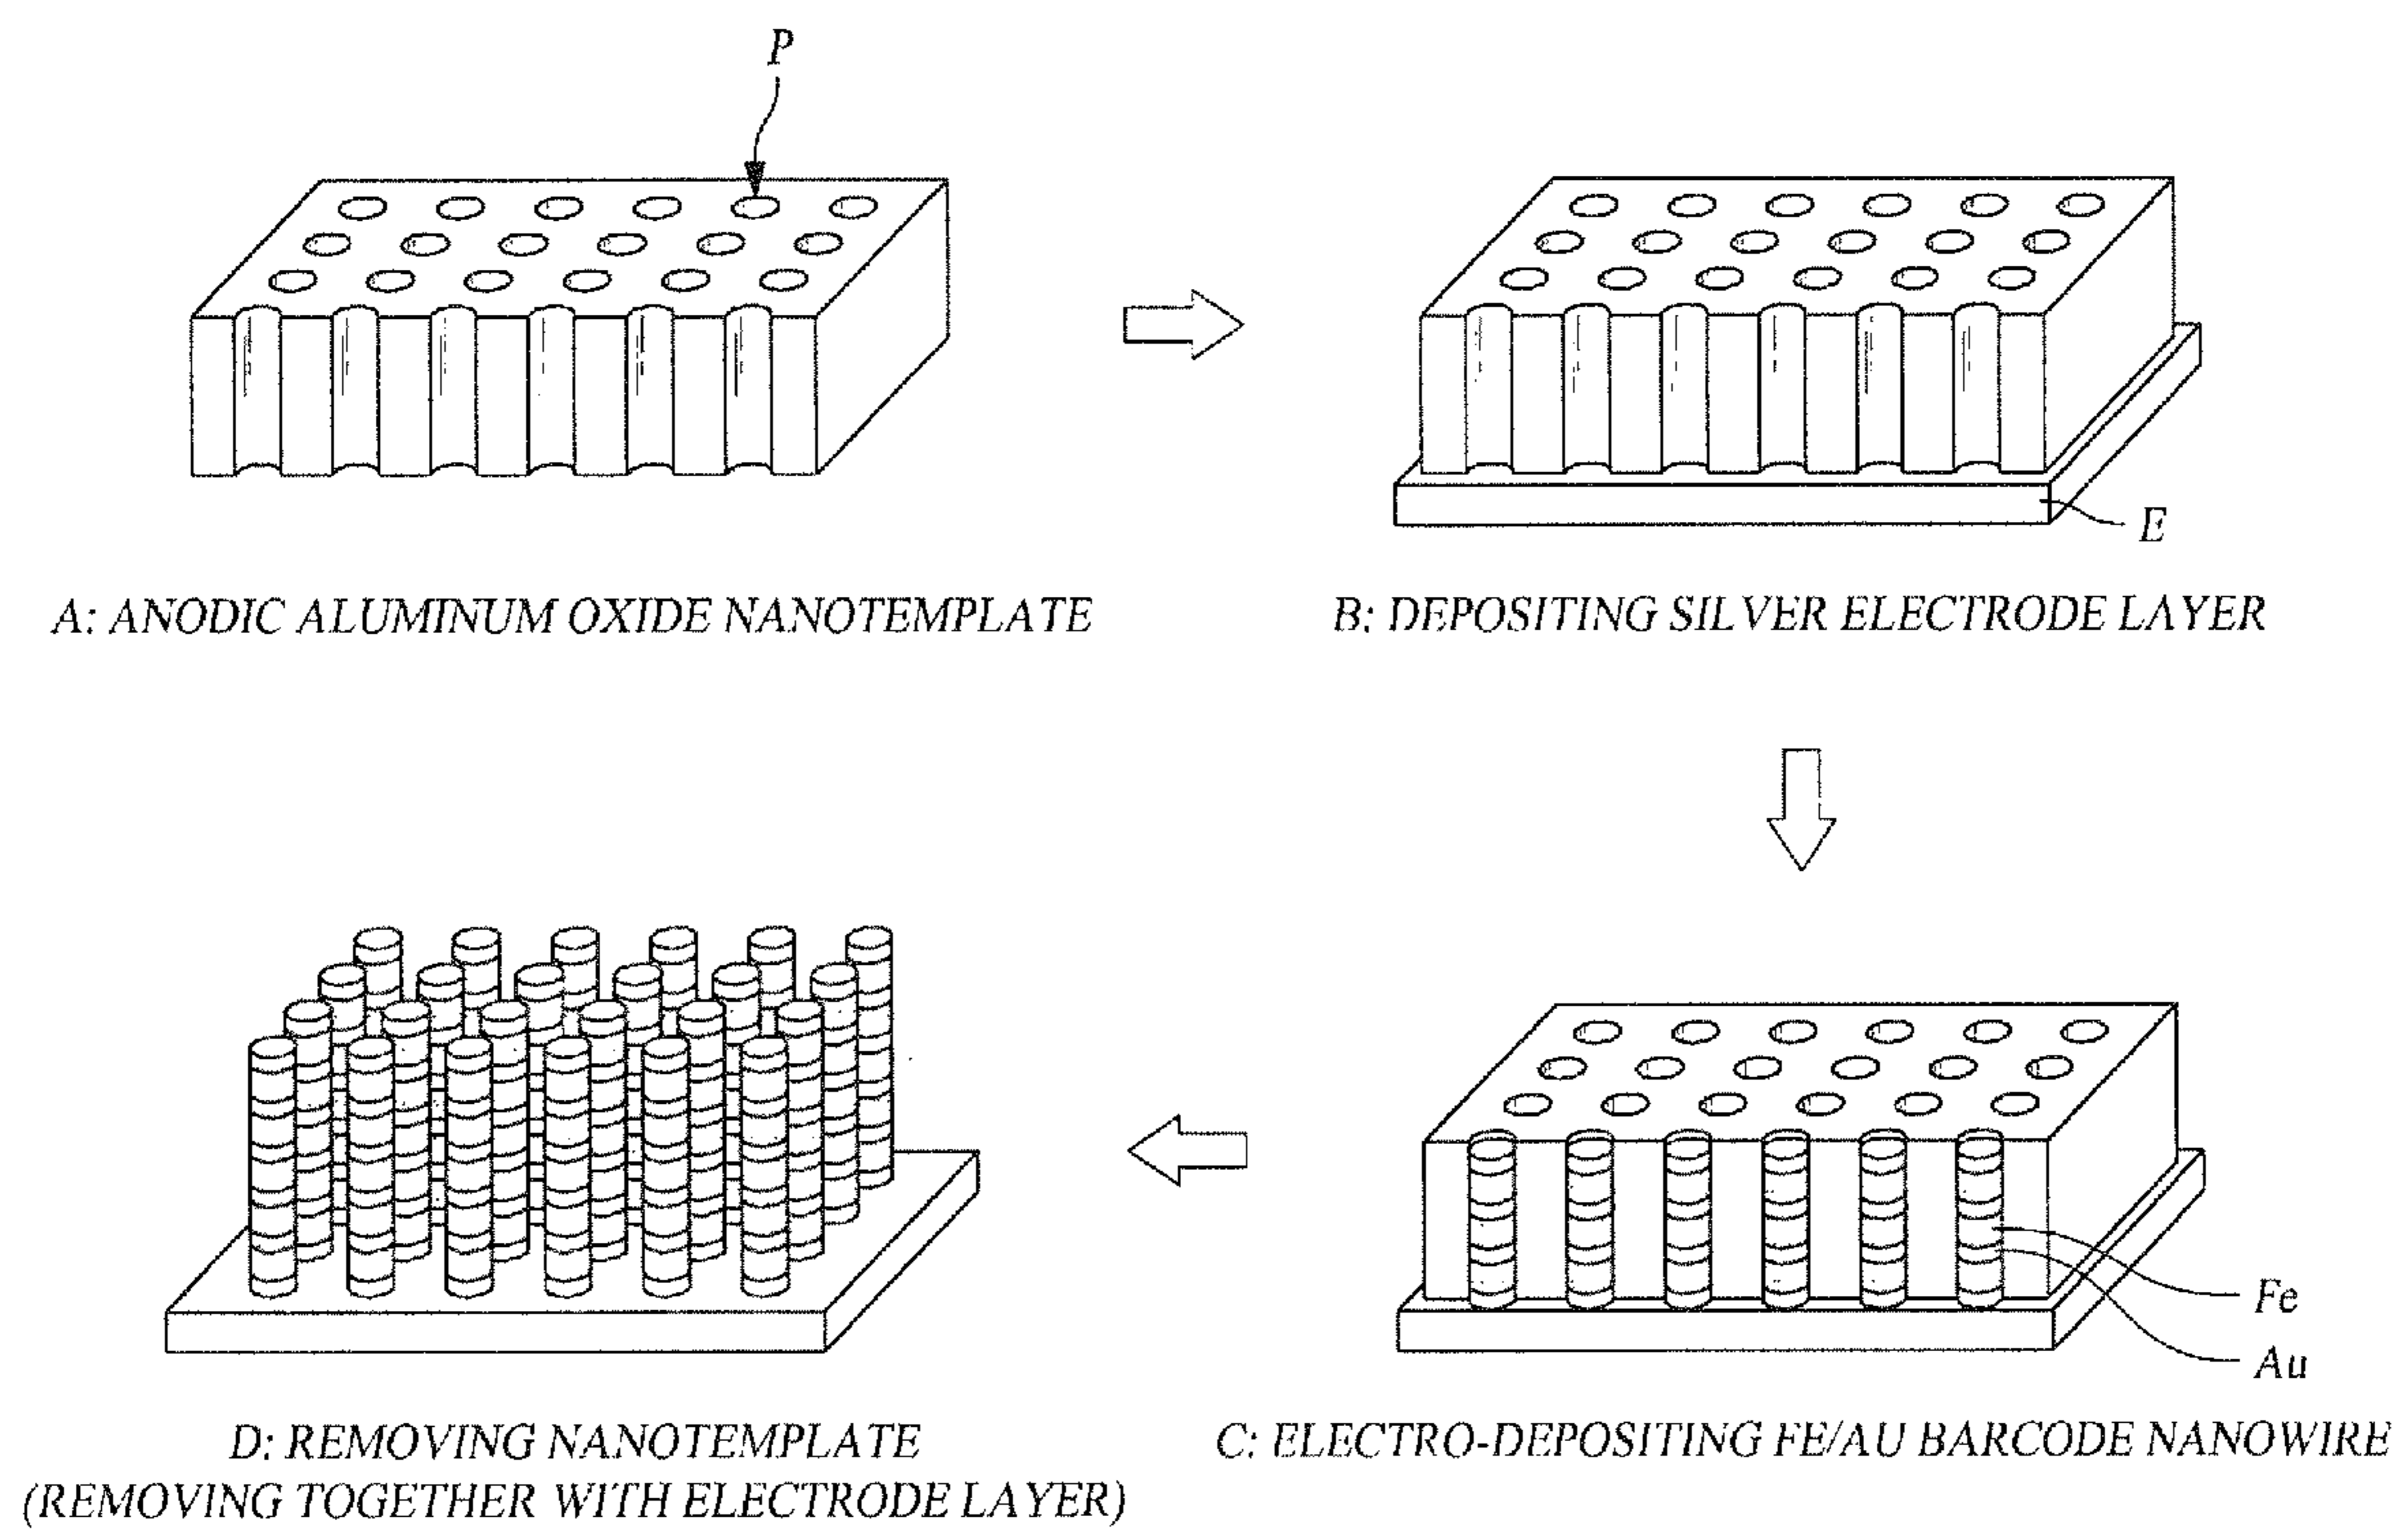 P
E
A: ANODIC ALUMINUM OXIDE NANOTEMPLATE
B: DEPOSITING SILVER ELECTRODE LAYER
Fe
Au
D: REMOVING NANOTEMPLATE
(REMOVING TOGETHER WITH ELECTRODE LAYER)
C: ELECTRO-DEPOSITING FE/AU BARCODE NANOWIRE